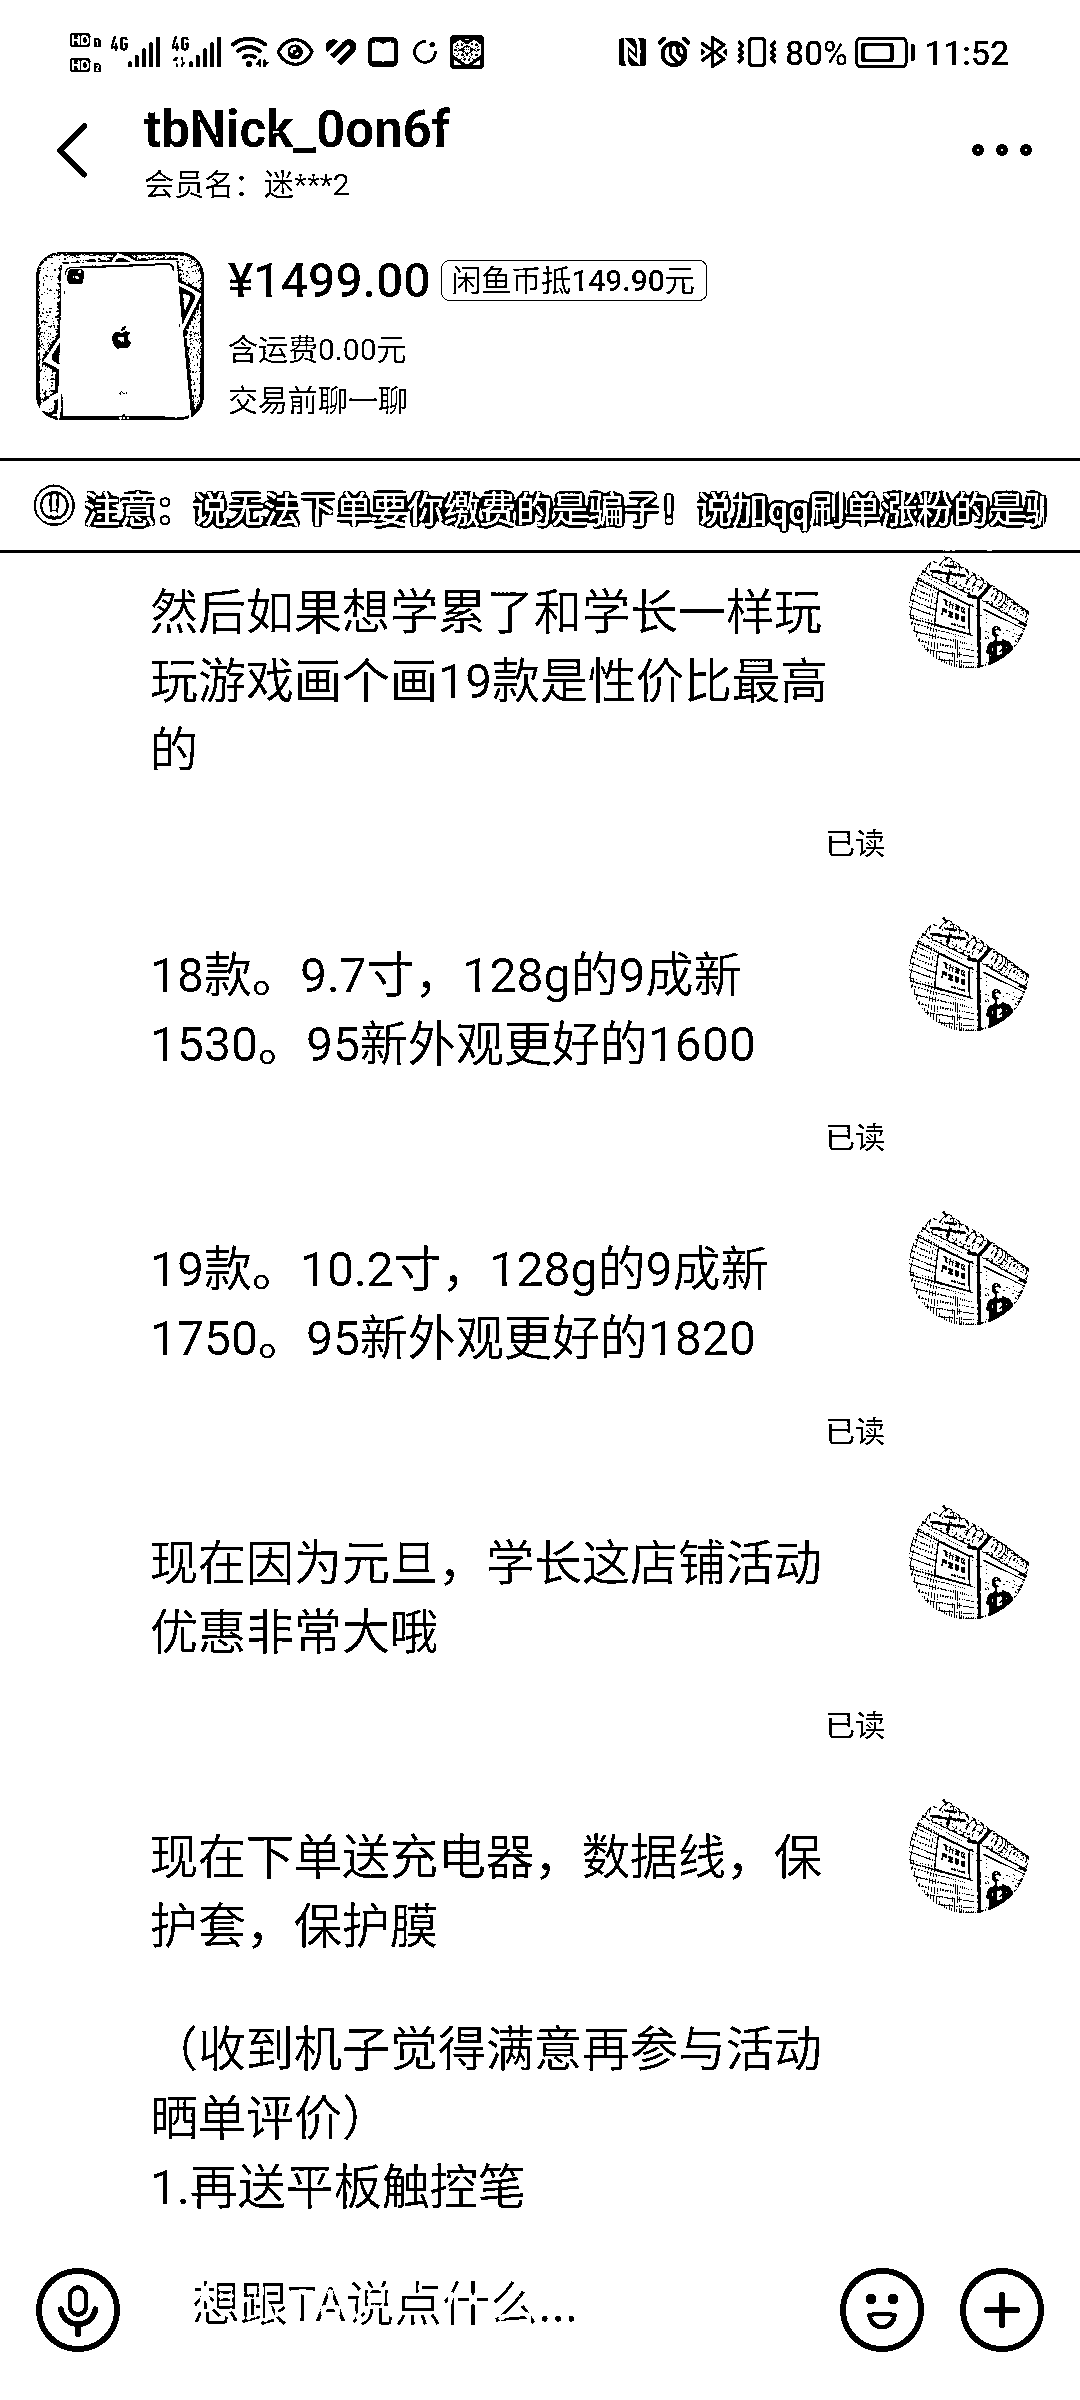 HD 1 4G 4G 80% 11:52
HD 2
tbNick_0on6f
会员名：迷***2
¥1499.00 闲鱼币抵149.90元
含运费0.00元
交易前聊一聊
注意：说无法下单要你缴费的是骗子！说加qq刷单涨粉的是骗
然后如果想学累了和学长一样玩
玩游戏画个画19款是性价比最高
的
已读
18款。9.7寸，128g的9成新
1530。95新外观更好的1600
已读
19款。10.2寸，128g的9成新
1750。95新外观更好的1820
已读
现在因为元旦，学长这店铺活动
优惠非常大哦
已读
现在下单送充电器，数据线，保
护套，保护膜
（收到机子觉得满意再参与活动
晒单评价）
1.再送平板触控笔
想跟TA说点什么...